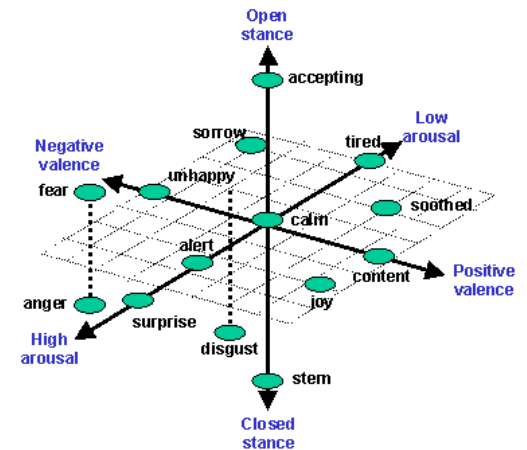 Open
stance
accepting
Low
arousal
sorrow
tired
Negative
valence
unhappy
fear
soothed
calm
alert
content
Positive
valence
joy
anger
surprise
High
arousal
disgust
stern
Closed
stance